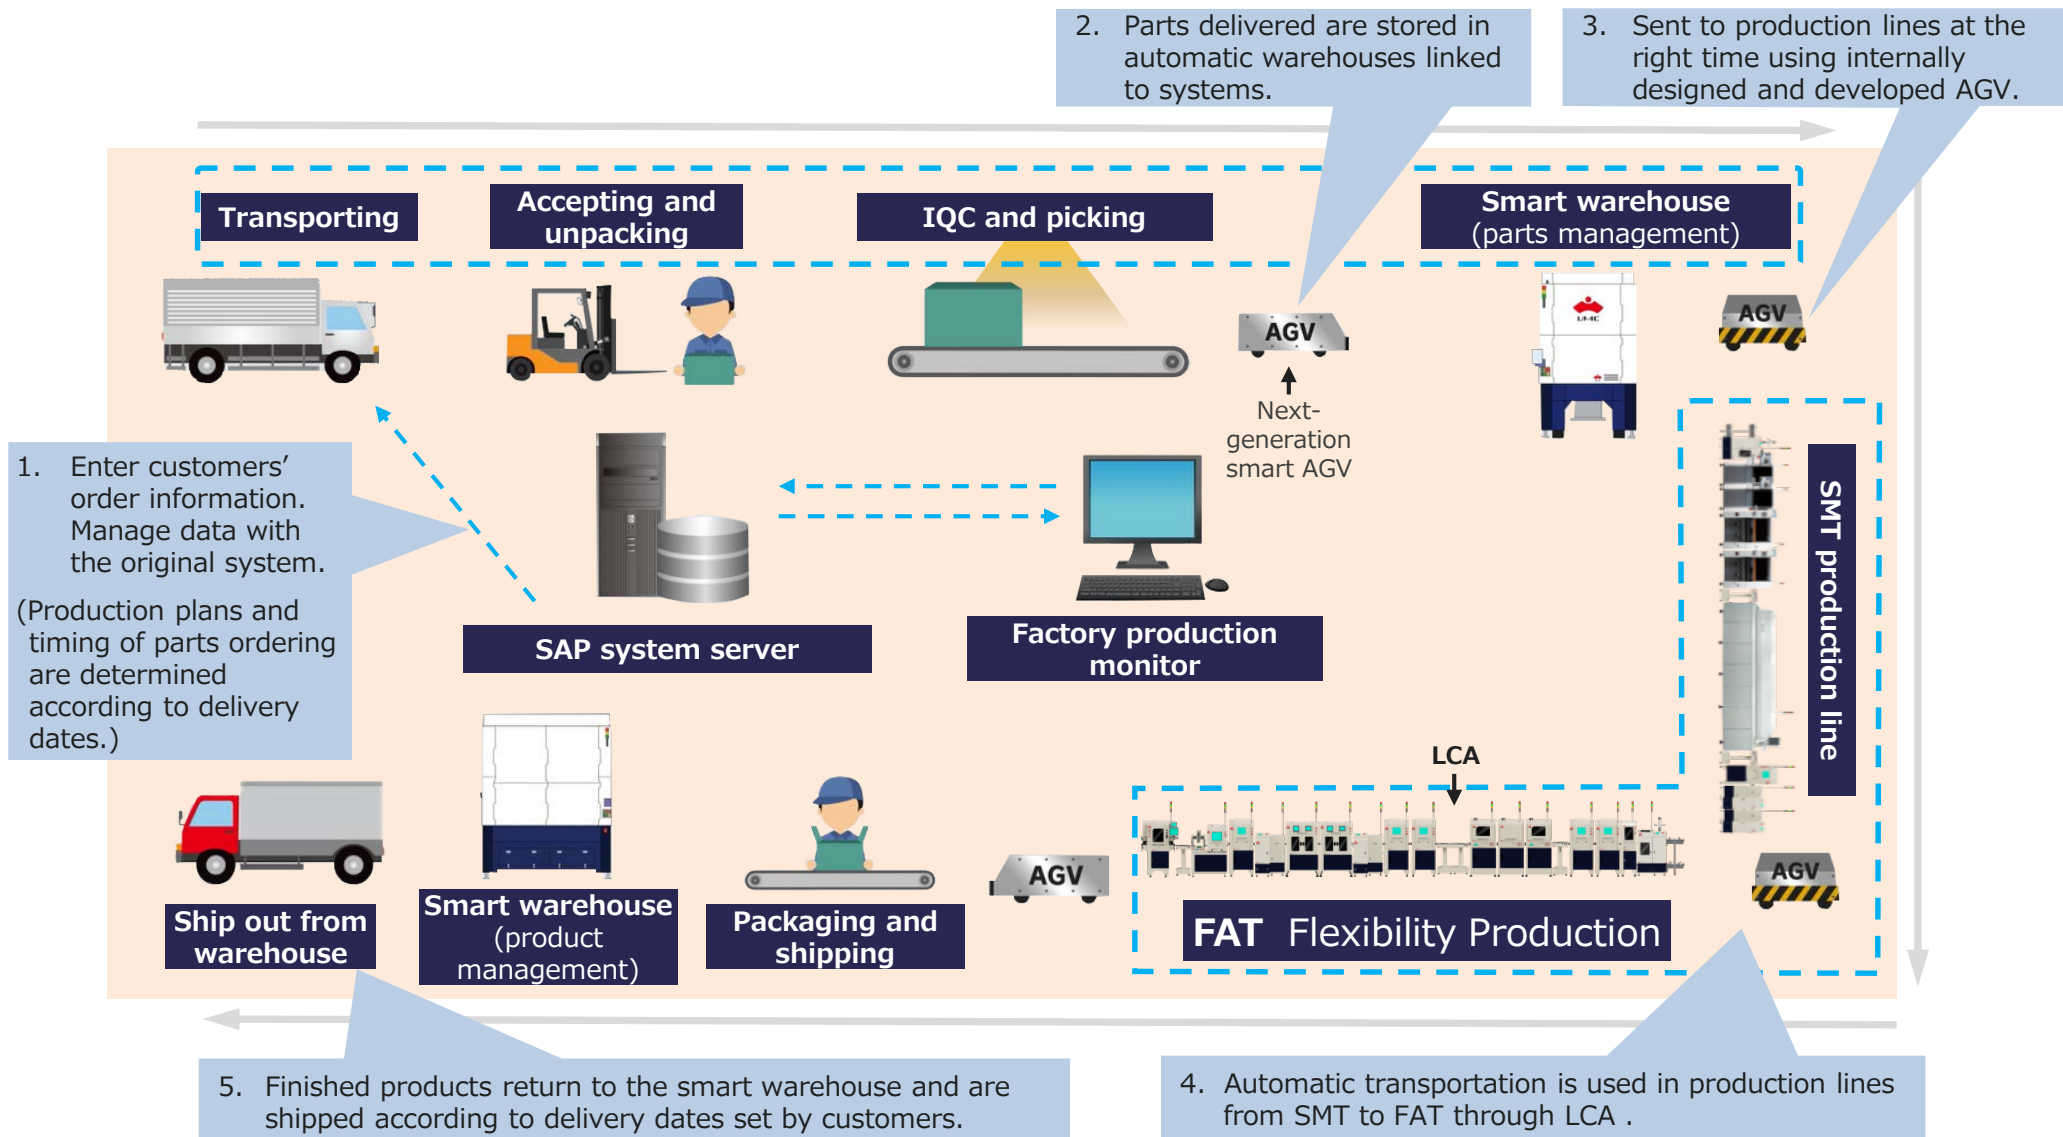 2. Parts delivered are stored in
automatic warehouses linked
to systems.
3. Sent to production lines at the
right time using internally
designed and developed AGV.
Transporting
Accepting and
unpacking
IQC and picking
Smart warehouse
(parts management)
AGV
UMC
AGV
Next-
generation
smart AGV
1. Enter customers’
order information.
Manage data with
the original system.
(Production plans and
timing of parts ordering
are determined
according to delivery
dates.)
SAP system server
Factory production
monitor
SMT production line
LCA
AGV
AGV
FAT Flexibility Production
Ship out from
warehouse
Smart warehouse
(product
management)
Packaging and
shipping
5. Finished products return to the smart warehouse and are
shipped according to delivery dates set by customers.
4. Automatic transportation is used in production lines
from SMT to FAT through LCA .